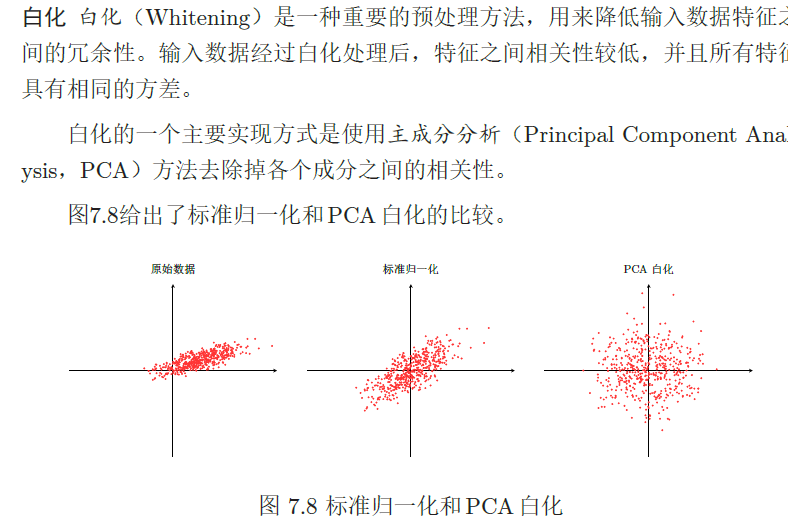 白化 白化（Whitening）是一种重要的预处理方法，用来降低输入数据特征之
间的冗余性。输入数据经过白化处理后，特征之间相关性较低，并且所有特征
具有相同的方差。
白化的一个主要实现方式是使用主成分分析（Principal Component Anal
ysis，PCA）方法去除掉各个成分之间的相关性。
图7.8给出了标准归一化和PCA 白化的比较。
原始数据 标准归一化 PCA 白化
图 7.8 标准归一化和PCA 白化